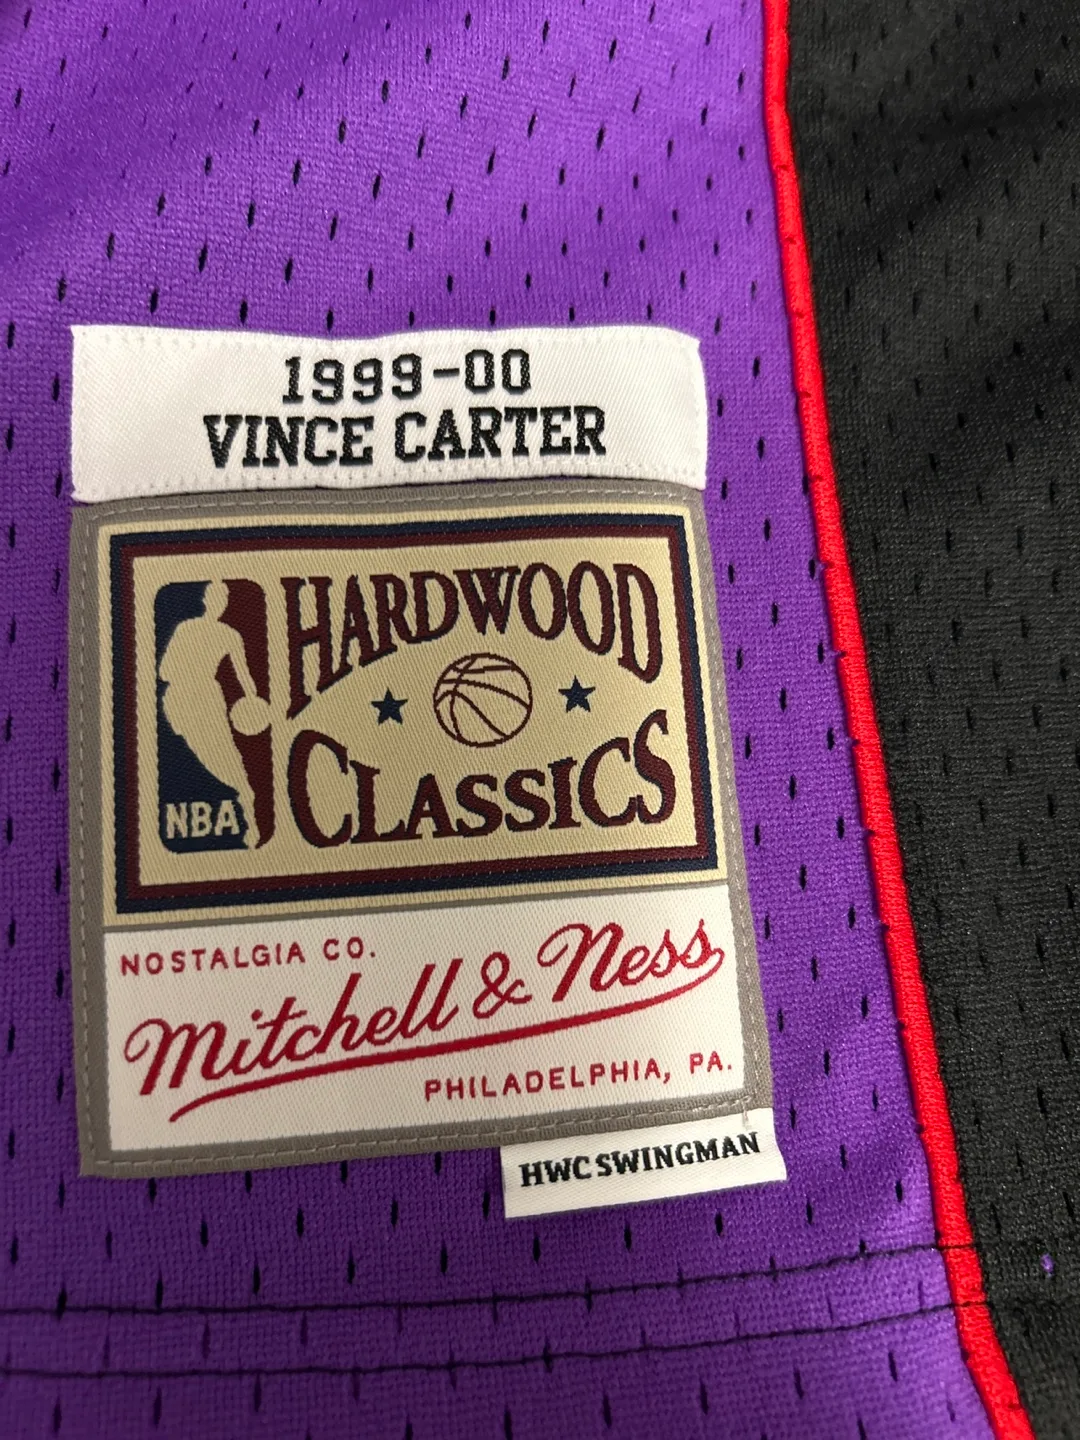 1999-00
VINCE CARTER
HARDWOOD
CLASSICS
NBA
NOSTALGIA CO.
Mitchell & Ness
PHILADELPHIA, PA.
HWC SWINGMAN